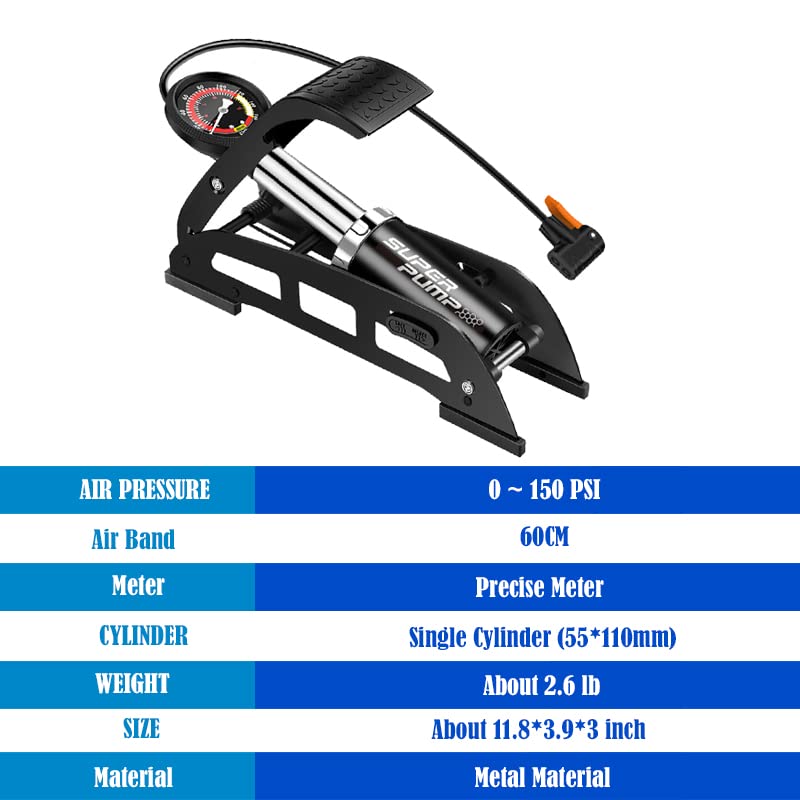 SUPER
PUMP
AIR PRESSURE 0 ~ 150 PSI
Air Band 60CM
Meter Precise Meter
CYLINDER Single Cylinder (55*110mm)
WEIGHT About 2.6 lb
SIZE About 11.8*3.9*3 inch
Material Metal Material